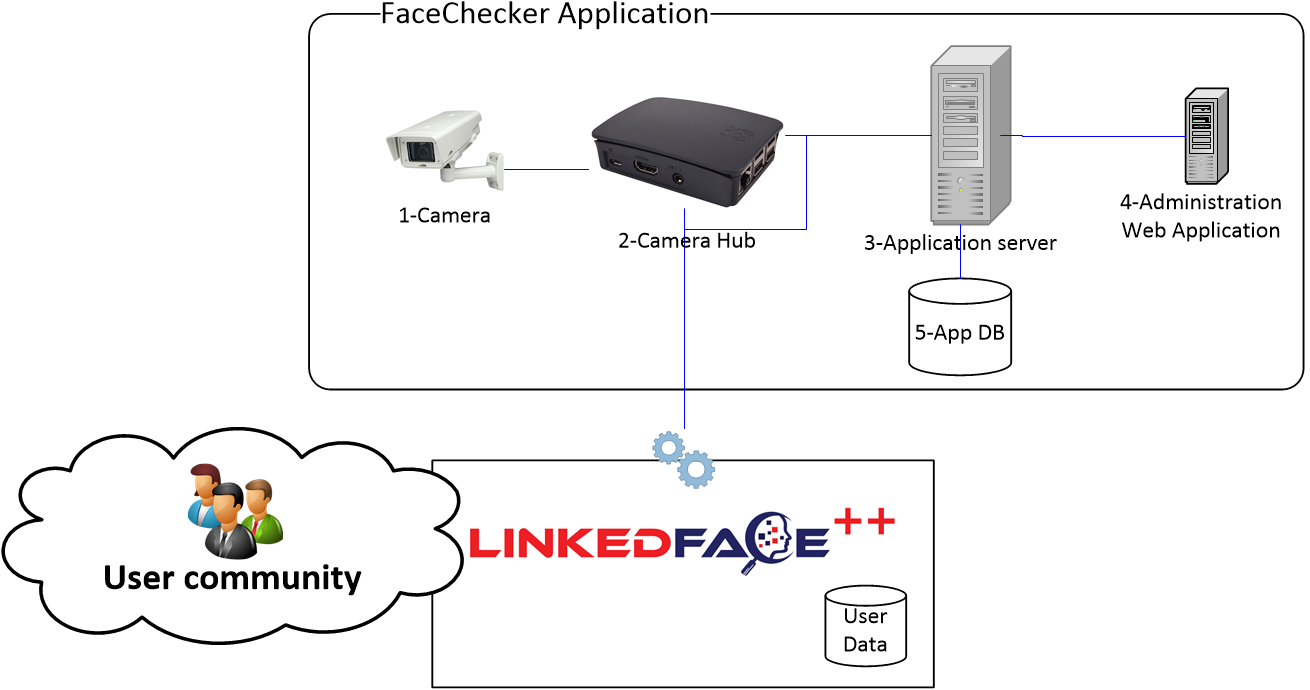 FaceChecker Application
1-Camera
2-Camera Hub
3-Application server
4-Administration
Web Application
5-App DB
User community
LINKEDFACE++
User
Data